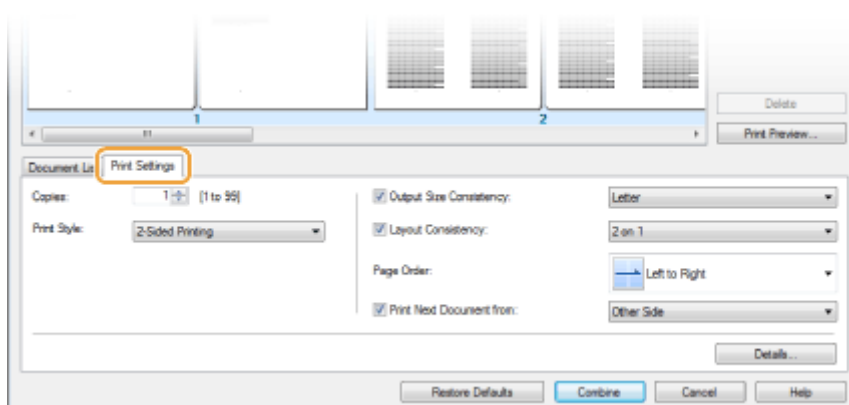 1
2
Delete
Print Preview...
Document Lis
Print Settings
Copies: 1 [1 to 99]
Output Size Consistency: Letter
Print Style: 2-Sided Printing
Layout Consistency: 2 on 1
Page Order: Left to Right
Print Next Document from: Other Side
Details...
Restore Defaults Combine Cancel Help